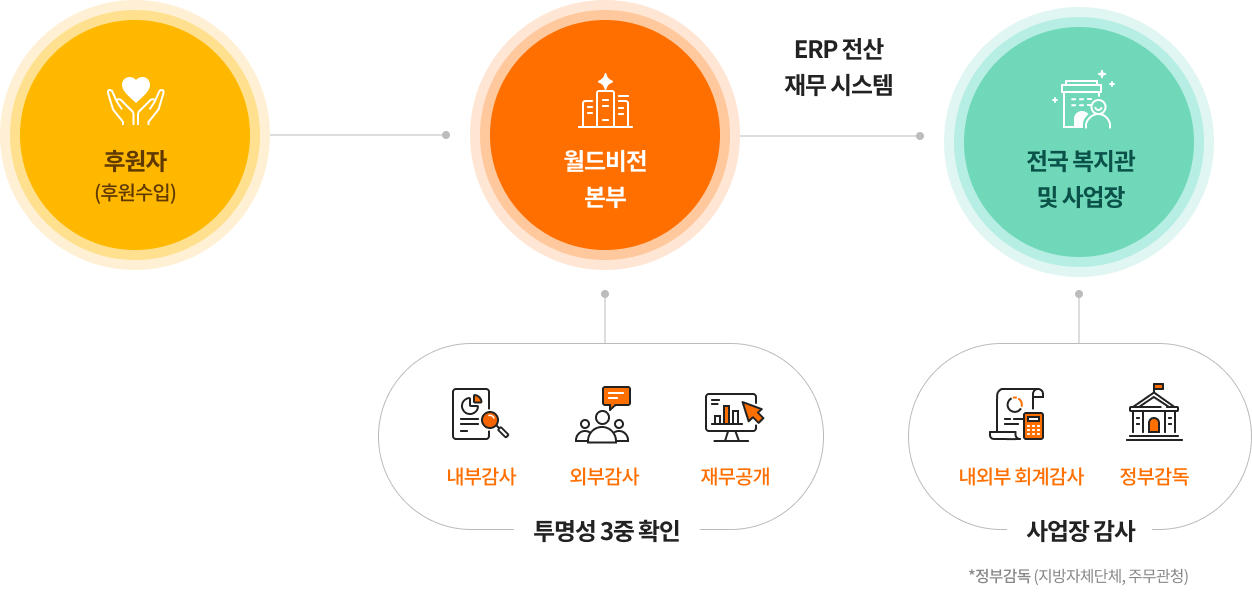 후원자
(후원수입)
월드비전
본부
ERP 전산
재무 시스템
전국 복지관
및 사업장
내부감사
외부감사
재무공개
투명성 3중 확인
내외부 회계감사
정부감독
사업장 감사
*정부감독 (지방자체단체, 주무관청)